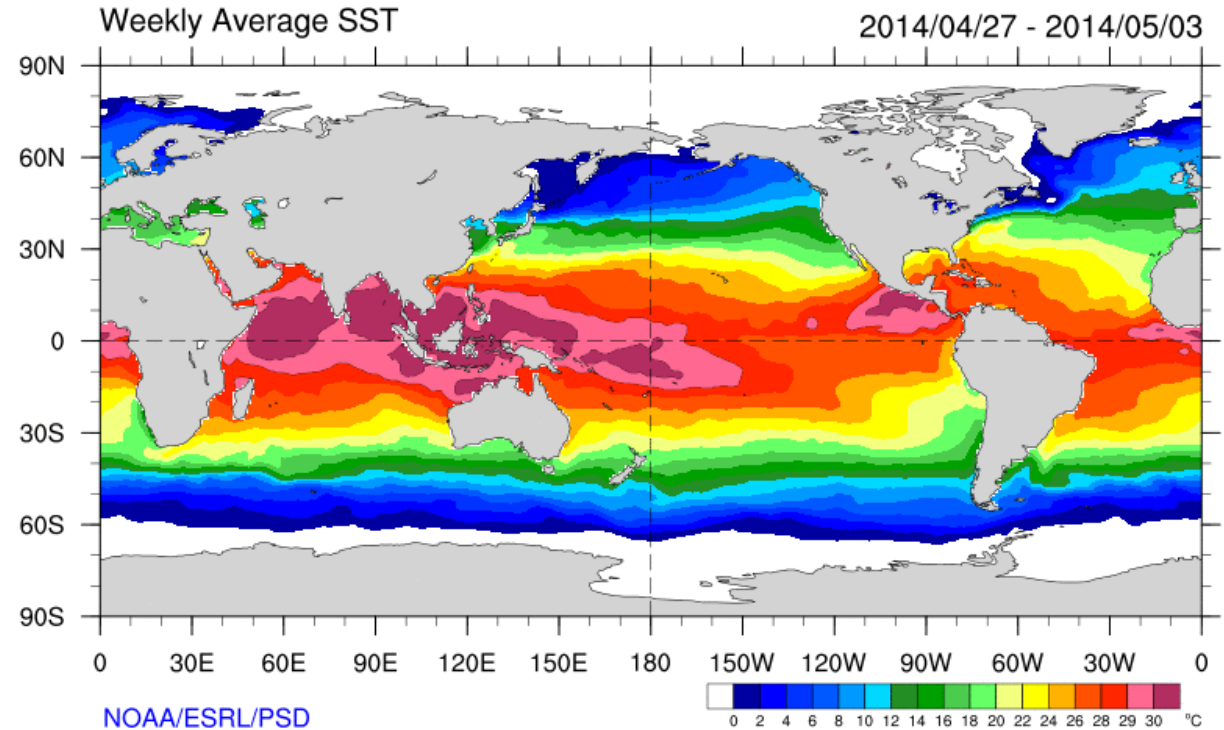 Weekly Average SST 2014/04/27 - 2014/05/03
90N
60N
30N
0
30S
60S
90S
0 30E 60E 90E 120E 150E 180 150W 120W 90W 60W 30W 0
NOAA/ESRL/PSD
0 2 4 6 8 10 12 14 16 18 20 22 24 26 28 29 30 °C